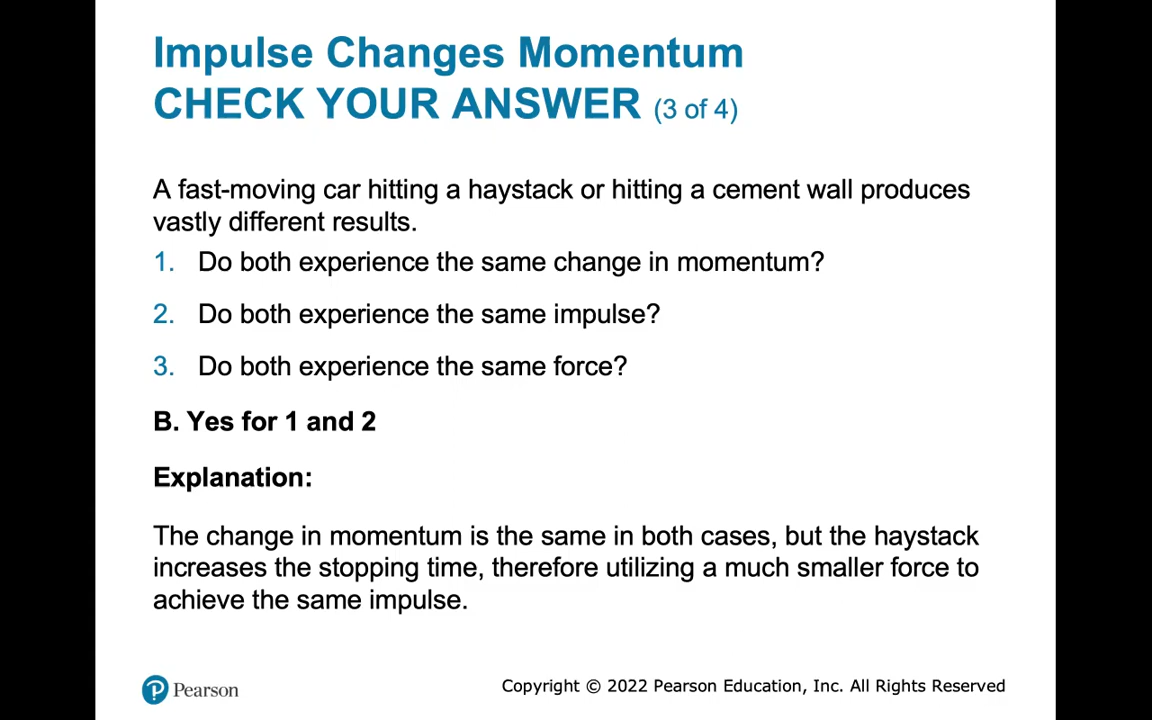 Impulse Changes Momentum
CHECK YOUR ANSWER (3 of 4)
A fast-moving car hitting a haystack or hitting a cement wall produces
vastly different results.
1. Do both experience the same change in momentum?
2. Do both experience the same impulse?
3. Do both experience the same force?
B. Yes for 1 and 2
Explanation:
The change in momentum is the same in both cases, but the haystack
increases the stopping time, therefore utilizing a much smaller force to
achieve the same impulse.
Pearson
Copyright © 2022 Pearson Education, Inc. All Rights Reserved